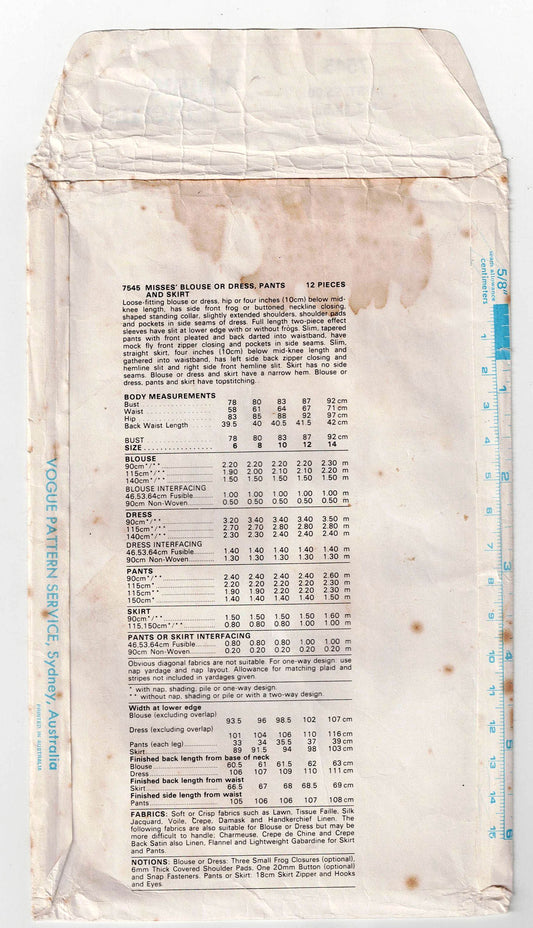 7545 MISSES' BLOUSE OR DRESS, PANTS 12 PIECES
AND SKIRT
Loose-fitting blouse or dress, hip or four inches (10cm) below mid-
knee length, has side front frog or buttoned neckline closing,
shaped standing collar, slightly extended shoulders, shoulder pads
and pockets in side seams of dress. Full length two-piece effect
sleeves have slit at lower edge with or without frogs. Slim, tapered
pants with front pleated and back darted into waistband, have
mock fly front zipper closing and pockets in side seams. Slim,
straight skirt, four inches (10cm) below mid-knee length and
gathered into waistband, has left side back zipper closing and
hemline slit and right side front hemline slit. Skirt has no side
seams. Blouse or dress and skirt have a narrow hem. Blouse or
dress, pants and skirt have topstitching.
BODY MEASUREMENTS
Bust 78 80 83 87 92 cm
Waist 58 61 64 67 71 cm
Hip 83 85 88 92 97 cm
Back Waist Length 39.5 40 40.5 41.5 42 cm
BUST 78 80 83 87 92 cm
SIZE 6 8 10 12 14
BLOUSE
90cm*/** 2.20 2.20 2.20 2.20 2.30 m
115cm*/** 1.90 2.00 2.10 2.10 2.20 m
140cm*/** 1.50 1.50 1.50 1.50 1.50 m
BLOUSE INTERFACING
46,53,64cm Fusible 1.00 1.00 1.00 1.00 1.00 m
90cm Non-Woven 0.50 0.50 0.50 0.50 0.50 m
DRESS
90cm*/** 3.20 3.40 3.40 3.40 3.50 m
115cm*/** 2.70 2.70 2.80 2.80 2.80 m
140cm*/** 2.30 2.30 2.40 2.40 2.40 m
DRESS INTERFACING
46,53,64cm Fusible 1.40 1.40 1.40 1.40 1.40 m
90cm Non-Woven 1.30 1.30 1.30 1.30 1.30 m
PANTS
90cm*/** 2.40 2.40 2.40 2.40 2.60 m
115cm* 2.20 2.20 2.20 2.20 2.30 m
115cm** 1.90 1.90 2.20 2.20 2.30 m
150cm* 1.40 1.40 1.40 1.40 1.50 m
SKIRT
90cm*/** 1.50 1.50 1.50 1.50 1.60 m
115,150cm*/** 0.80 0.80 0.80 1.00 1.00 m
PANTS OR SKIRT INTERFACING
46,53,64cm Fusible 0.80 0.80 0.80 1.00 1.00 m
90cm Non-Woven 0.20 0.20 0.20 0.20 0.20 m
Obvious diagonal fabrics are not suitable. For one-way design: use
nap yardage and nap layout. Allowance for matching plaid and
stripes not included in yardages given.
* with nap, shading, pile or one-way design.
** without nap, shading or pile or with a two-way design.
Width at lower edge
Blouse (excluding overlap)
93.5 96 98.5 102 107 cm
Dress (excluding overlap)
101 104 106 110 116 cm
Pants (each leg) 33 34 35.5 37 39 cm
Skirt 89 91.5 94 98 103 cm
Finished back length from base of neck
Blouse 60.5 61 61.5 62 63 cm
Dress 106 107 109 110 111 cm
Finished back length from waist
Skirt 66.5 67 68 68.5 69 cm
Finished side length from waist
Pants 105 106 106 107 108 cm
FABRICS: Soft or Crisp fabrics such as Lawn, Tissue Faille, Silk
Jacquard, Voile, Crepe, Damask and Handkerchief Linen. The
following fabrics are also suitable for Blouse or Dress but may be
more difficult to handle; Charmeuse, Crepe de Chine and Crepe
Back Satin also Linen, Flannel and Lightweight Gabardine for Skirt
and Pants.
NOTIONS: Blouse or Dress: Three Small Frog Closures (optional),
6mm Thick Covered Shoulder Pads, One 20mm Button (optional)
and Snap Fasteners. Pants or Skirt: 18cm Skirt Zipper and Hooks
and Eyes.
VOGUE PATTERN SERVICE, Sydney, Australia
PRINTED IN AUSTRALIA
5/8"
seam allowance
centimeters
1
2
3
4
5
6
7
8
9
10
11
12
13
14
15
1
2
3
4
5
6